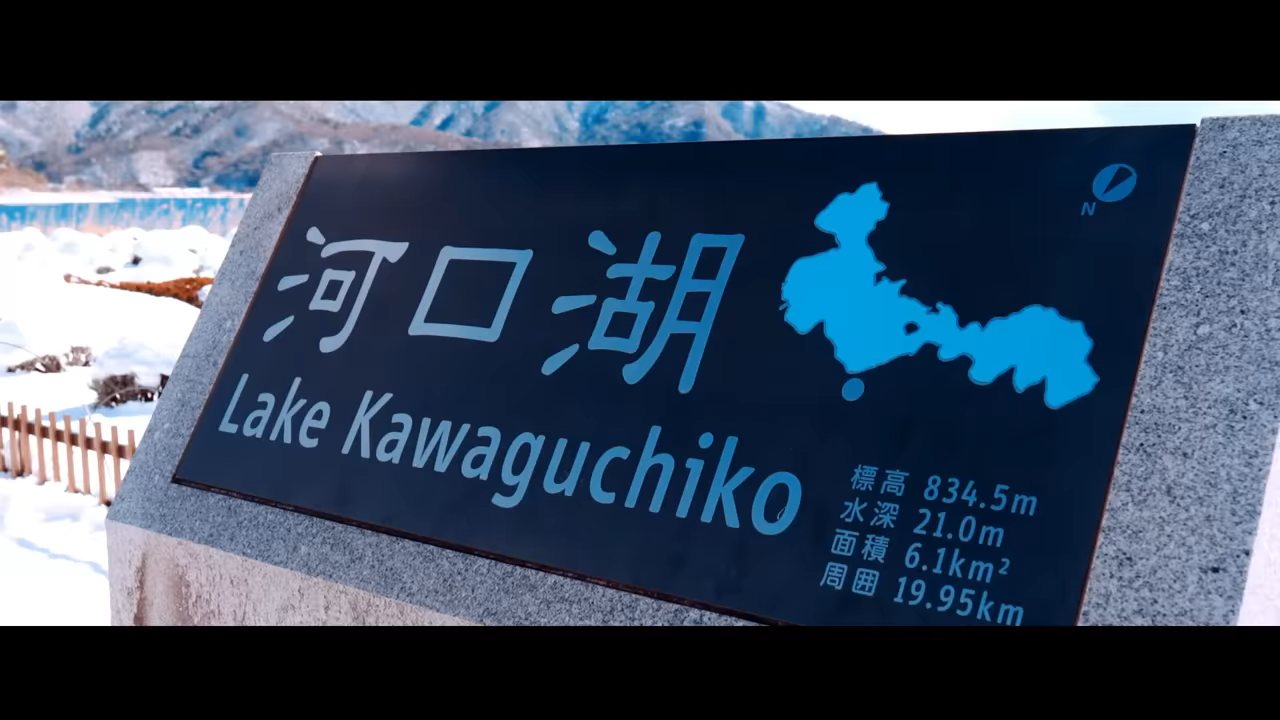 河口湖
Lake Kawaguchiko
N
標高 834.5m
水深 21.0m
面積 6.1km²
周囲 19.95km